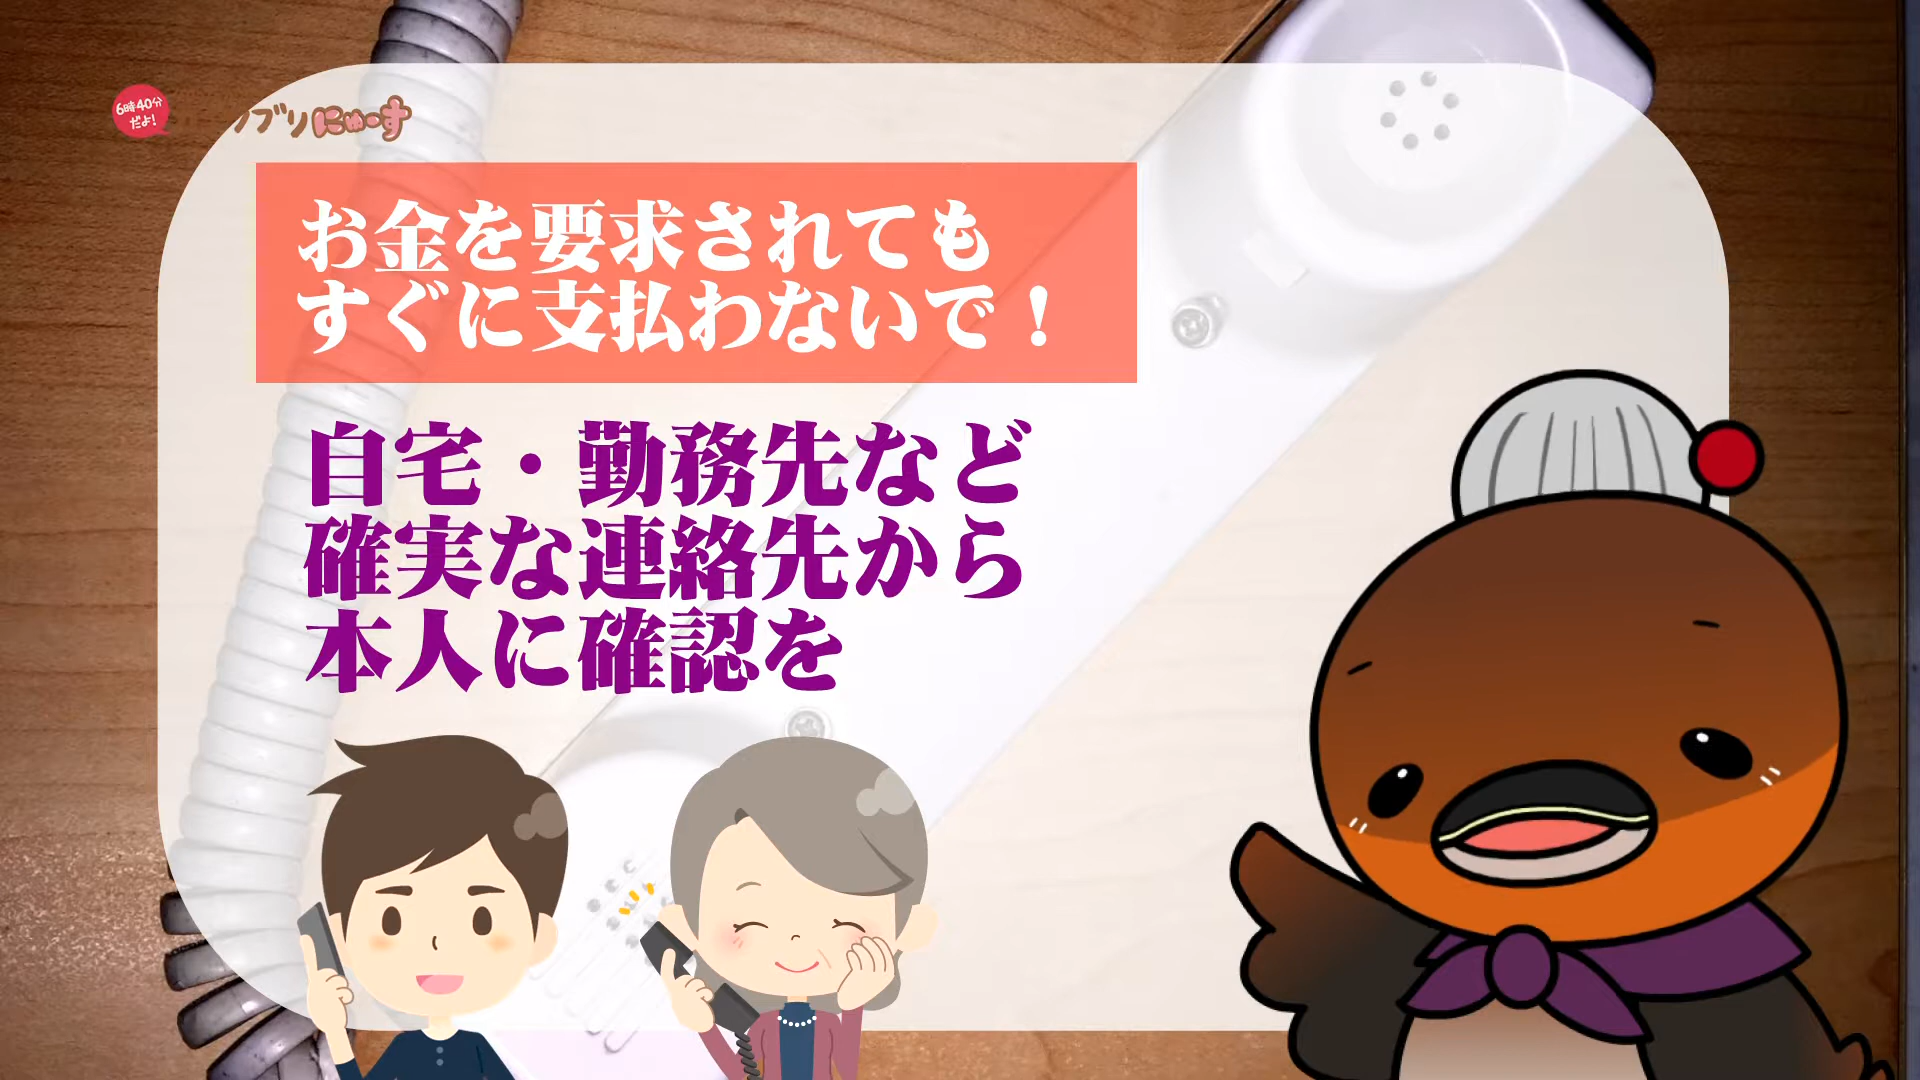 6時40分
だよ!
ブリにゅーす
お金を要求されても
すぐに支払わないで!
自宅・勤務先など
確実な連絡先から
本人に確認を